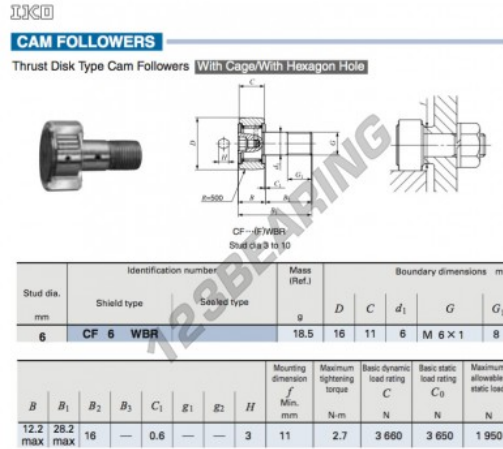 IKO
CAM FOLLOWERS
Thrust Disk Type Cam Followers With Cage/With Hexagon Hole
C
D
H
d₁
G
G₁
C₁
R=500
B B₂
B₁
f
CF···(F)WBR
Stud dia 3 to 10
123BEARING
Stud dia.
mm
Identification number
Shield type
Sealed type
Mass
(Ref.)
g
Boundary dimensions m
D C d₁ G G₁
6 CF 6 WBR 18.5 16 11 6 M 6×1 8
B B₁ B₂ B₃ C₁ g₁ g₂ H
Mounting
dimension
f
Min.
mm
Maximum
tightening
torque
N-m
Basic dynamic
load rating
C
N
Basic static
load rating
C₀
N
Maximum
allowable
static load
N
12.2
max
28.2
max
16 — 0.6 — — 3 11 2.7 3 660 3 650 1 950